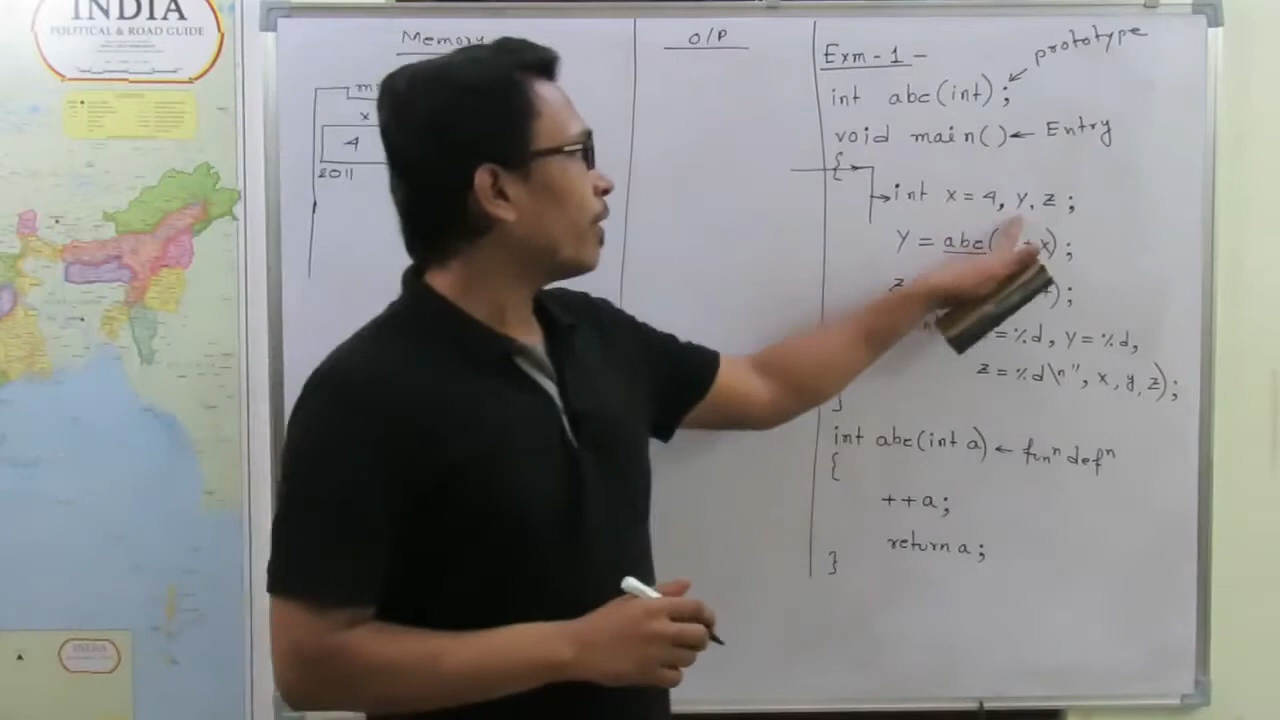 INDIA
POLITICAL & ROAD GUIDE
Memory
x
4
2011
O/P
Exm-1-
prototype
int abc(int);
void main() ← Entry
{
int x=4, y, z;
y = abc( +x);
z );
=%d, y=%d,
z=%d\n", x, y, z);
}
int abc(int a) ← funⁿ defⁿ
{
++a;
return a;
}